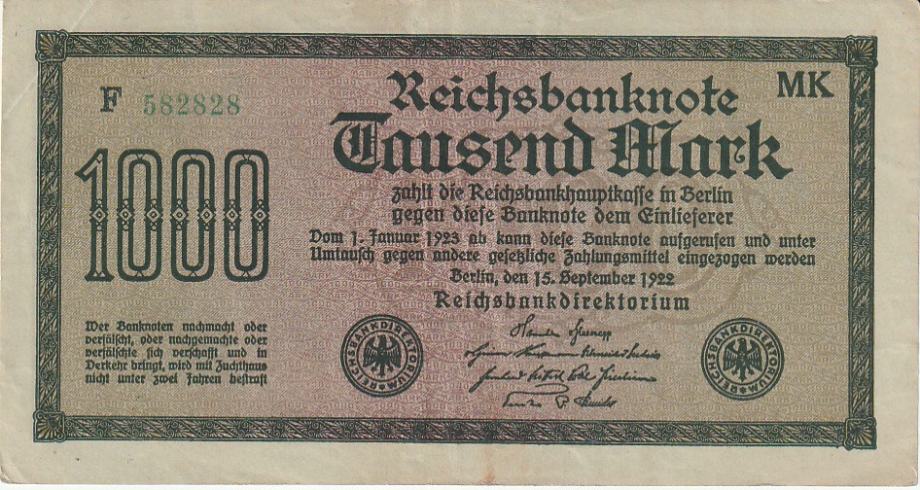 F 582828
MK
1000
Reichsbanknote
Tausend Mark
zahlt die Reichsbankhauptkasse in Berlin
gegen diese Banknote dem Einlieferer
Vom 1. Januar 1923 ab kann diese Banknote aufgerufen und unter
Umtausch gegen andere gesetzliche Zahlungsmittel eingezogen werden
Berlin, den 15. September 1922
Reichsbankdirektorium
Wer Banknoten nachmacht oder
verfälscht, oder nachgemachte oder
verfälschte sich verschafft und in
Verkehr bringt, wird mit Zuchthaus
nicht unter zwei Jahren bestraft
REICHSBANKDIREKTORIUM
REICHSBANKDIREKTORIUM